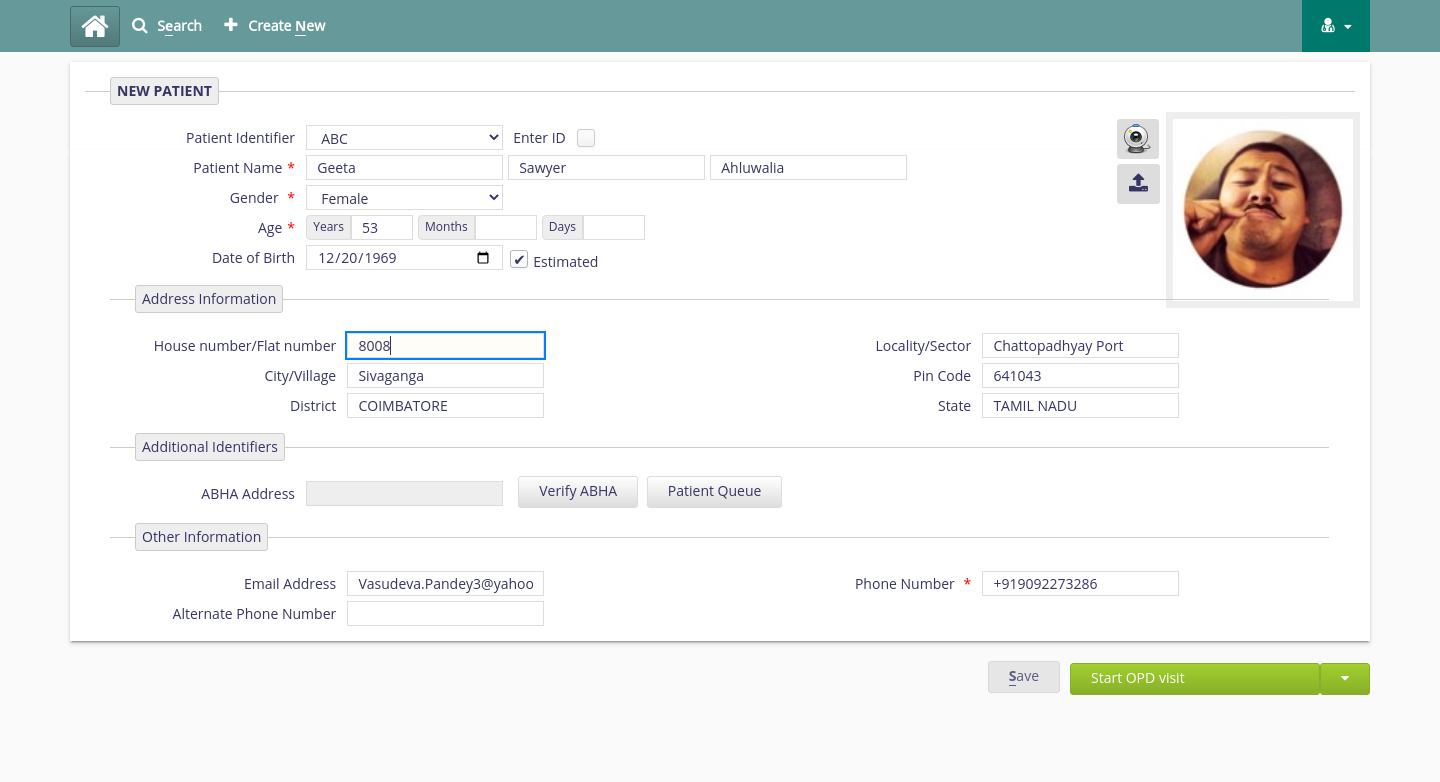 Search Create New
NEW PATIENT
Patient Identifier ABC Enter ID
Patient Name * Geeta Sawyer Ahluwalia
Gender * Female
Age * Years 53 Months Days
Date of Birth 12/20/1969 Estimated
Address Information
House number/Flat number 8008 Locality/Sector Chattopadhyay Port
City/Village Sivaganga Pin Code 641043
District COIMBATORE State TAMIL NADU
Additional Identifiers
ABHA Address Verify ABHA Patient Queue
Other Information
Email Address Vasudeva.Pandey3@yahoo Phone Number * +919092273286
Alternate Phone Number
Save Start OPD visit